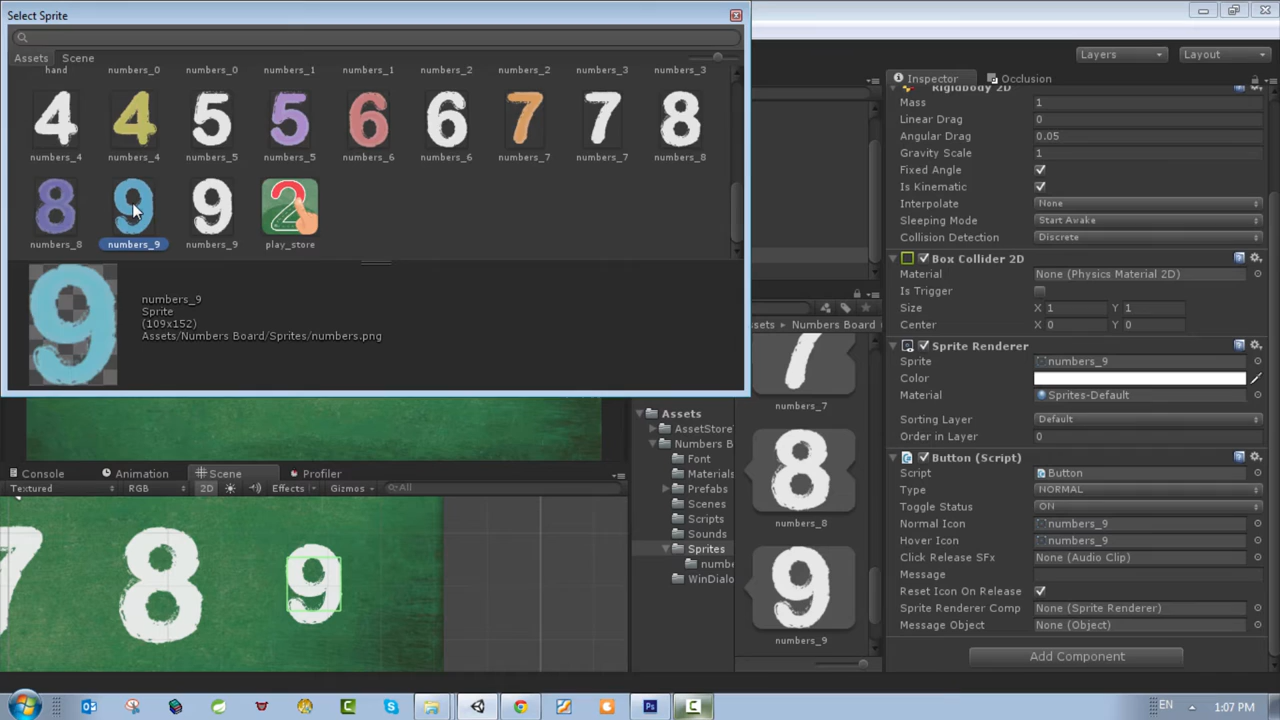 Select Sprite
Assets Scene
hand numbers_0 numbers_0 numbers_1 numbers_1 numbers_2 numbers_2 numbers_3 numbers_3
4 4 5 5 6 6 7 7 8
numbers_4 numbers_4 numbers_5 numbers_5 numbers_6 numbers_6 numbers_7 numbers_7 numbers_8
8 9 9 2
numbers_8 numbers_9 numbers_9 play_store
9
numbers_9
Sprite
(109x152)
Assets/Numbers Board/Sprites/numbers.png
Layers Layout
Inspector Occlusion
Rigidbody 2D
Mass 1
Linear Drag 0
Angular Drag 0.05
Gravity Scale 1
Fixed Angle
Is Kinematic
Interpolate None
Sleeping Mode Start Awake
Collision Detection Discrete
Box Collider 2D
Material None (Physics Material 2D)
Is Trigger
Size X 1 Y 1
Center X 0 Y 0
Sprite Renderer
Sprite numbers_9
Color
Material Sprites-Default
Sorting Layer Default
Order in Layer 0
Button (Script)
Script Button
Type NORMAL
Toggle Status ON
Normal Icon numbers_9
Hover Icon numbers_9
Click Release SFx None (Audio Clip)
Message
Reset Icon On Release
Sprite Renderer Comp None (Sprite Renderer)
Message Object None (Object)
Add Component
ssets Numbers Board
7
numbers_7
8
numbers_8
9
numbers_9
Assets
AssetStore
Numbers B
Font
Materials
Prefabs
Scenes
Scripts
Sounds
Sprites
numbe
WinDialo
Console Animation Scene Profiler
Textured RGB 2D Effects Gizmos All
7 8 9
EN 1:07 PM